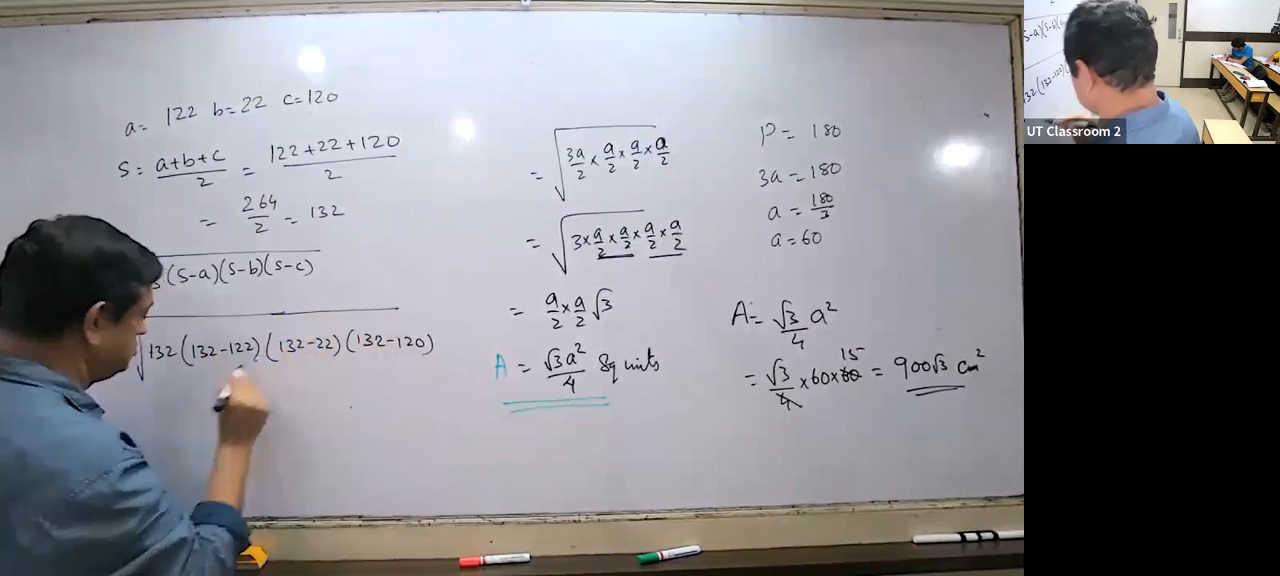 a= 122 b=22 c=120
S= a+b+c/2 = 122+22+120/2
= 264/2 = 132
(S-a)(S-b)(S-c)
√132(132-122)(132-22)(132-120)
= √3a/2 × a/2 × a/2 × a/2
= √3× a/2 × a/2 × a/2 × a/2
= a/2 × a/2 √3
A = √3a²/4 sq units
P= 180
3a=180
a= 180/3
a=60
A= √3/4 a²
15
= √3/4 ×60×60 = 900√3 cm²
UT Classroom 2